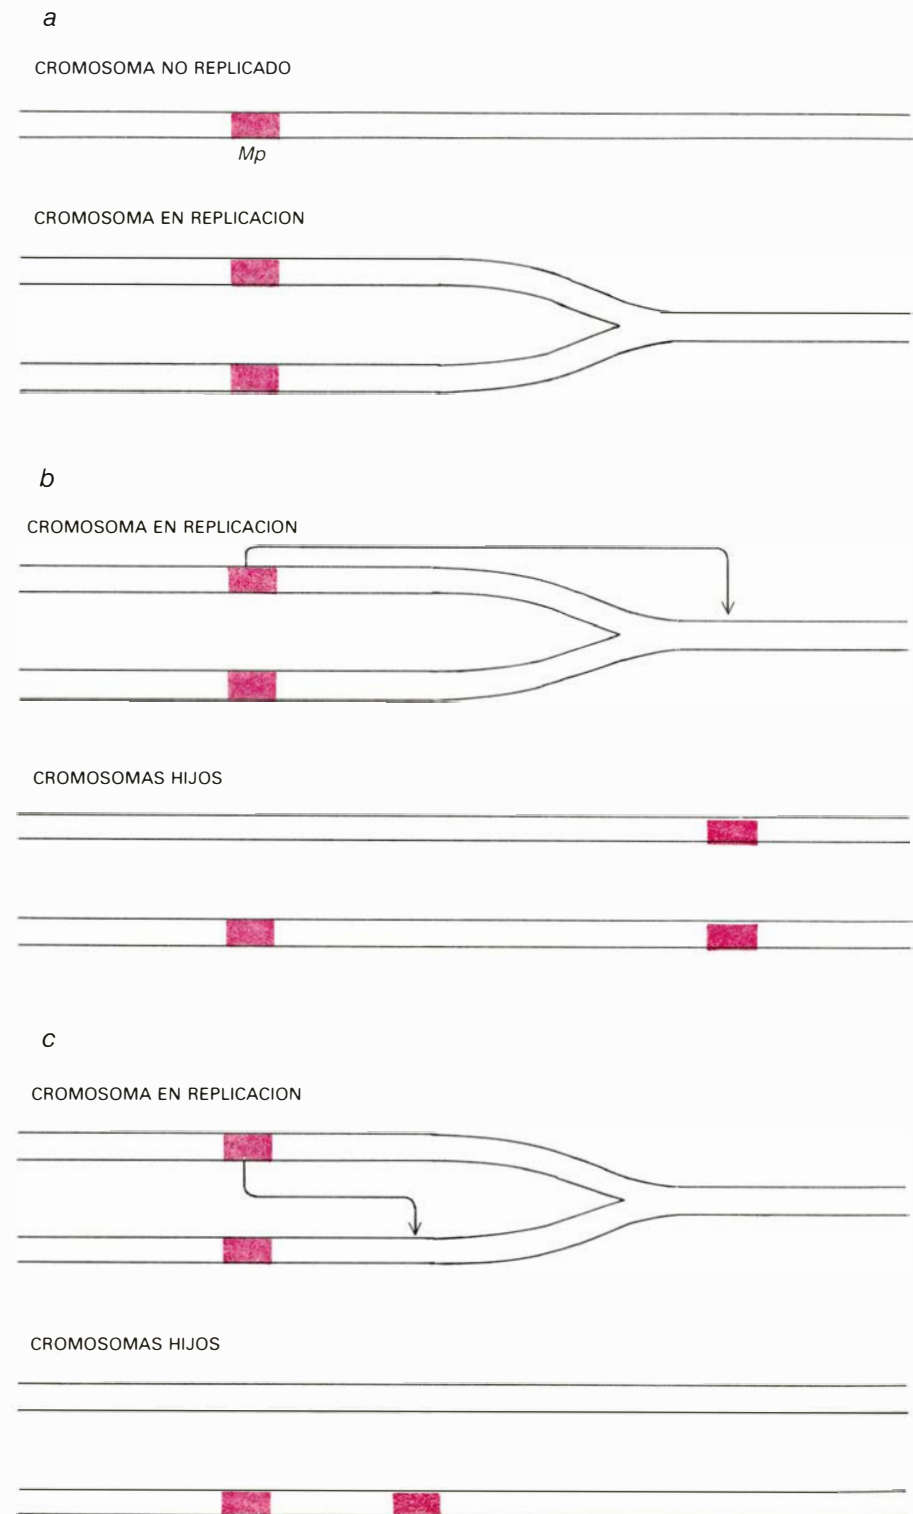 a
CROMOSOMA NO REPLICADO
Mp
CROMOSOMA EN REPLICACION
b
CROMOSOMA EN REPLICACION
CROMOSOMAS HIJOS
c
CROMOSOMA EN REPLICACION
CROMOSOMAS HIJOS